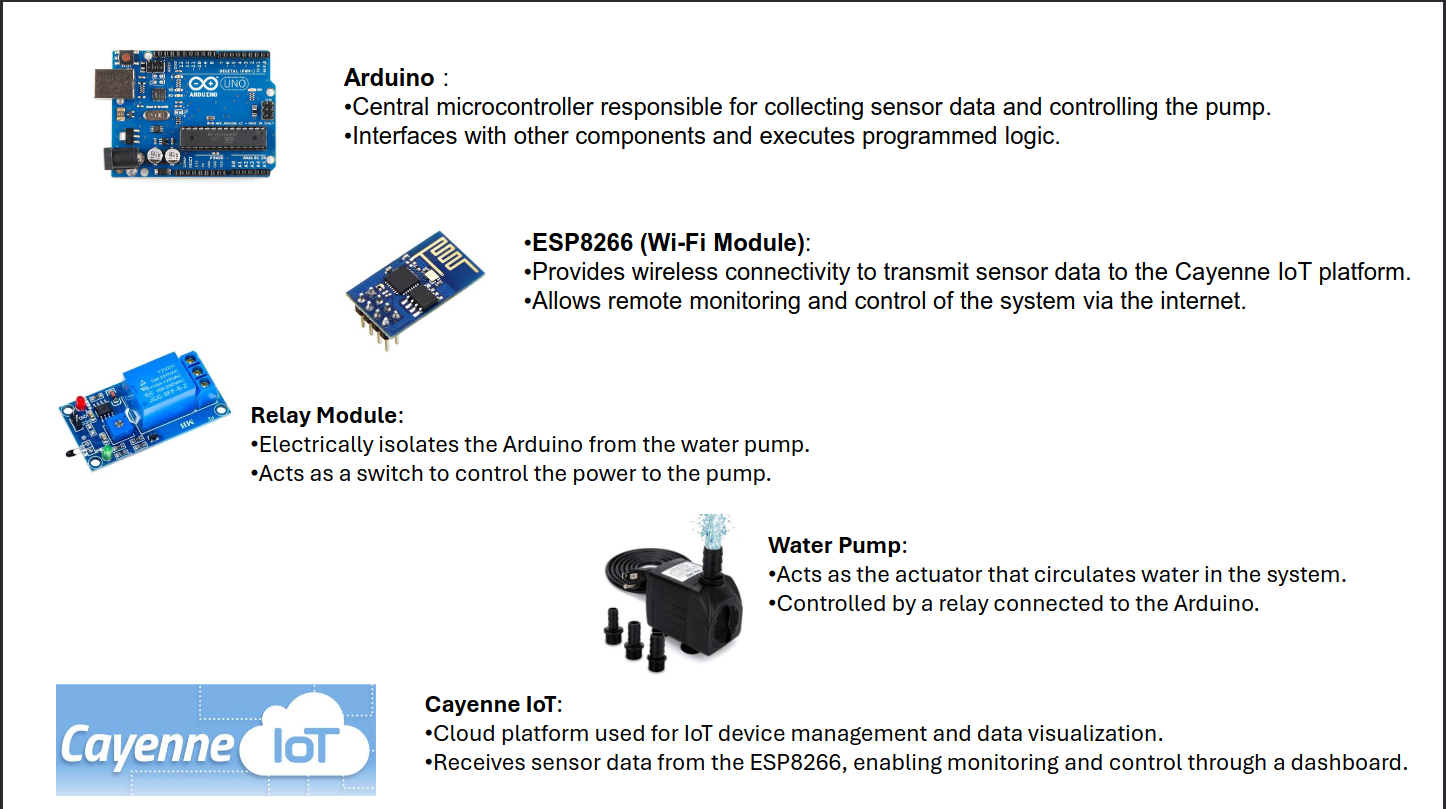 UNO
ARDUINO
Arduino :
•Central microcontroller responsible for collecting sensor data and controlling the pump.
•Interfaces with other components and executes programmed logic.
•ESP8266 (Wi-Fi Module):
•Provides wireless connectivity to transmit sensor data to the Cayenne IoT platform.
•Allows remote monitoring and control of the system via the internet.
Relay Module:
•Electrically isolates the Arduino from the water pump.
•Acts as a switch to control the power to the pump.
Water Pump:
•Acts as the actuator that circulates water in the system.
•Controlled by a relay connected to the Arduino.
Cayenne IoT
Cayenne IoT:
•Cloud platform used for IoT device management and data visualization.
•Receives sensor data from the ESP8266, enabling monitoring and control through a dashboard.